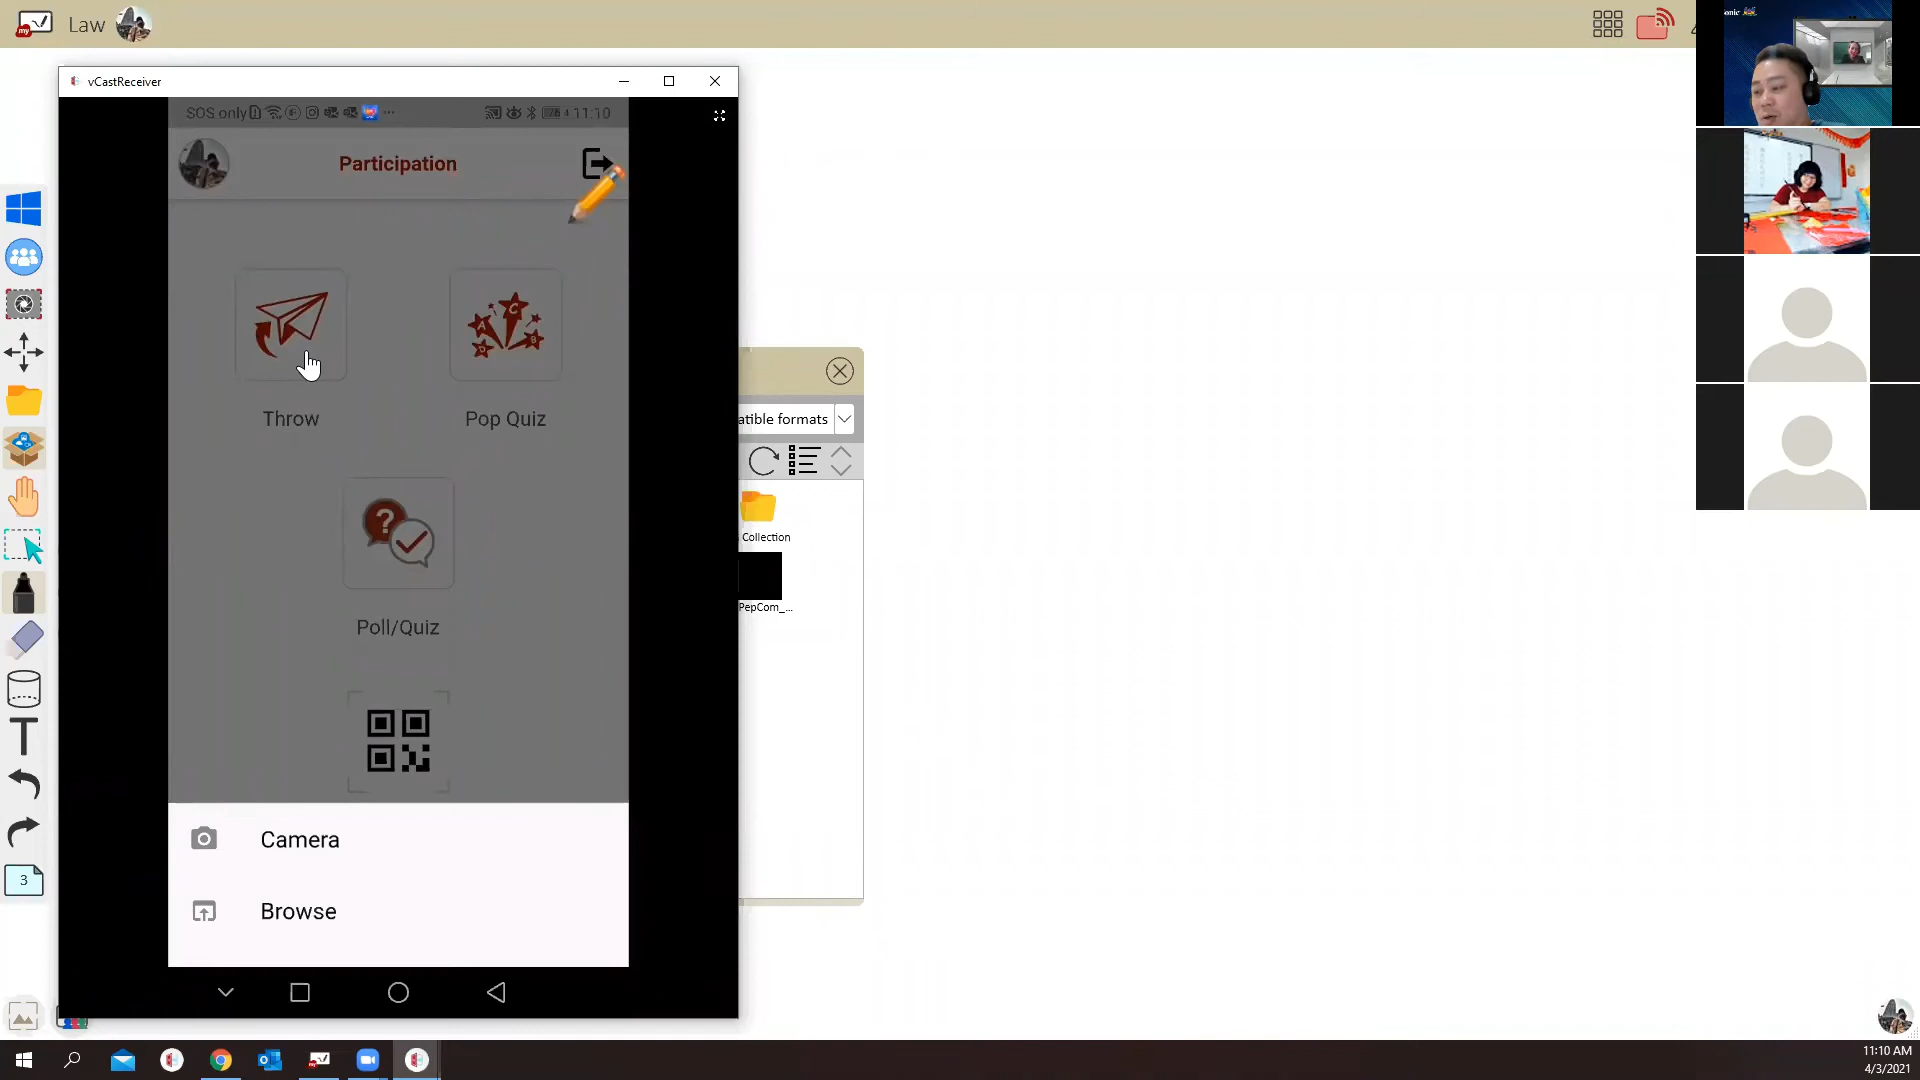 my
Law
vCastReceiver
SOS only
11:10
Participation
Throw
Pop Quiz
A
C
D
B
Poll/Quiz
Camera
Browse
atible formats
Collection
PepCom_...
3
11:10 AM
4/3/2021